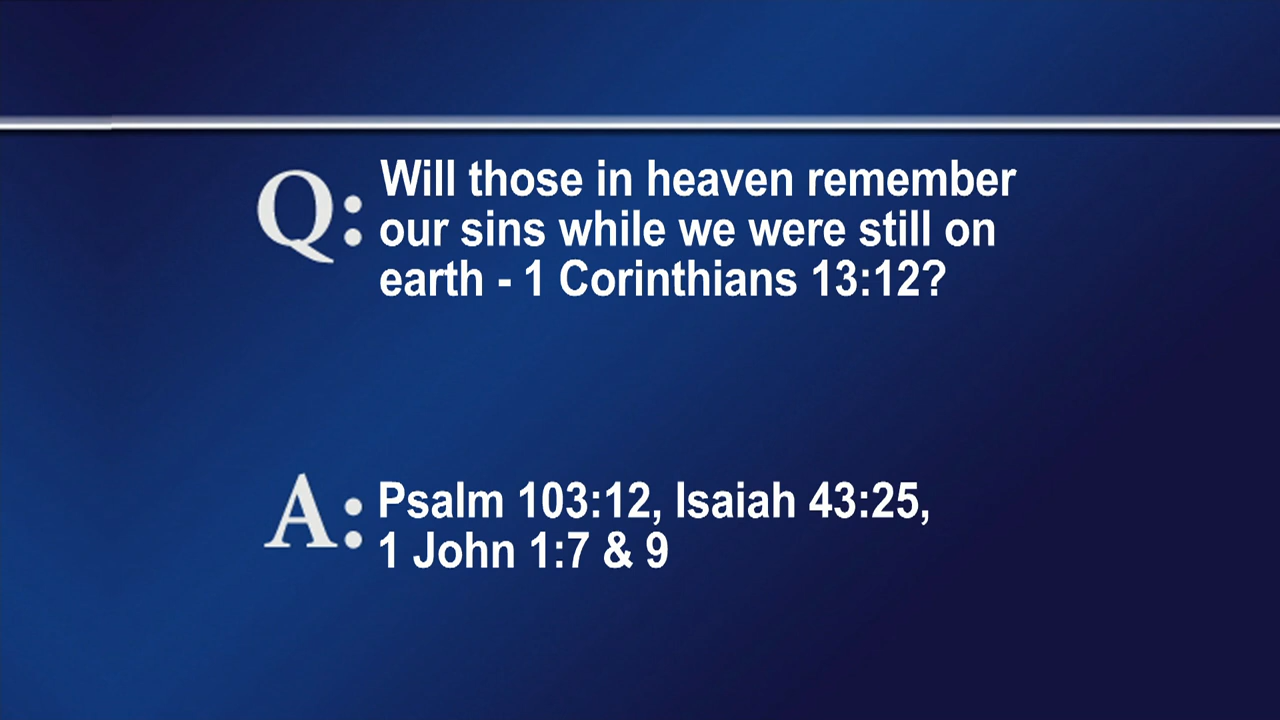 Q: Will those in heaven remember
our sins while we were still on
earth - 1 Corinthians 13:12?
A: Psalm 103:12, Isaiah 43:25,
1 John 1:7 & 9